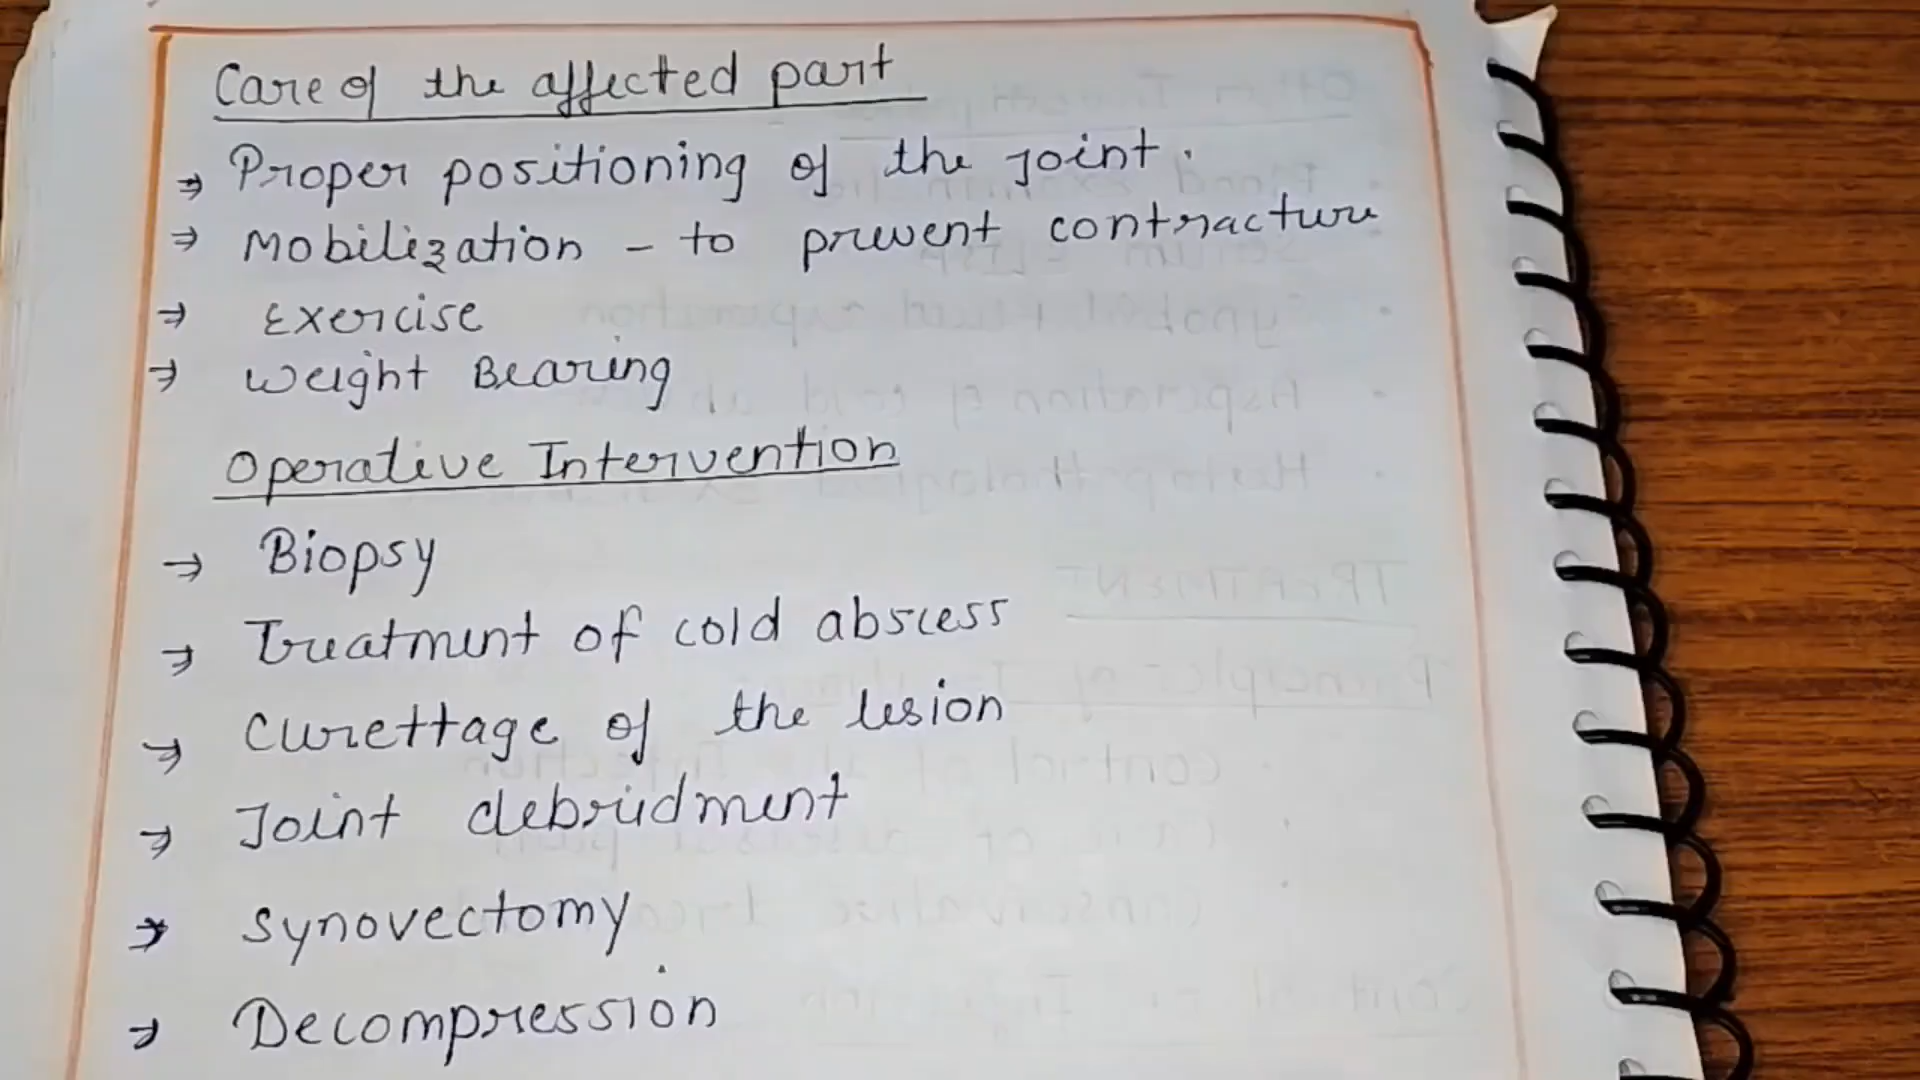 Care of the affected part
⇒ Proper positioning of the joint.
⇒ Mobilization - to prevent contracture
⇒ Exercise
⇒ Weight Bearing
Operative Intervention
→ Biopsy
⇒ Treatment of cold abscess
⇒ Curettage of the lesion
⇒ Joint debridment
⇒ Synovectomy
⇒ Decompression